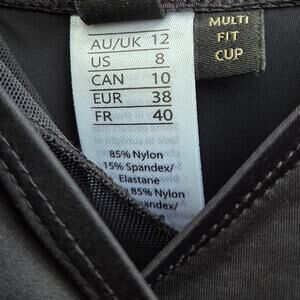 AU/UK 12
US 8
CAN 10
EUR 38
FR 40
85% Nylon
15% Spandex/
Elastane
85% Nylon
Spandex/
MULTI
FIT
CUP